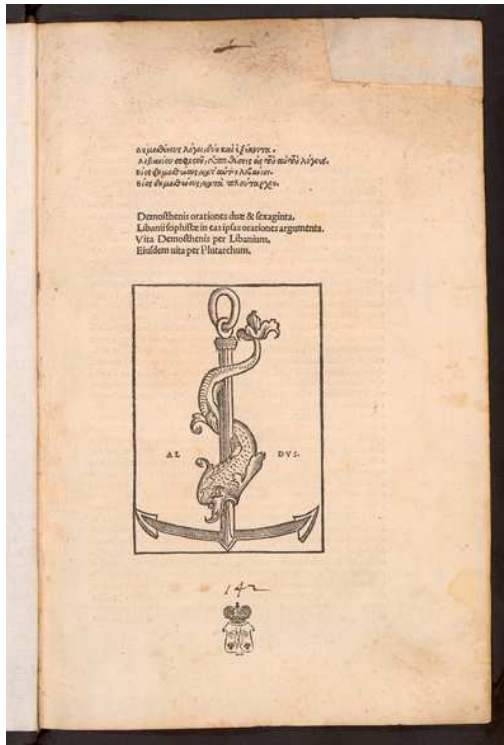 Δημοσθένους λόγοι, δύο καὶ ἑξήκοντα.
Λιβανίου σοφιστοῦ, ὑποθέσεις εἰς τοὺς αὐτοὺς λόγους.
Βίος Δημοσθένους, κατ' αὐτὸν Λιβάνιον.
Βίος Δημοσθένους, κατὰ Πλούταρχον.
Demosthenis orationes duæ & sexaginta.
Libanii sophistæ in eas ipsas orationes argumenta.
Vita Demosthenis per Libanium.
Eiusdem uita per Plutarchum.
AL DVS.
142